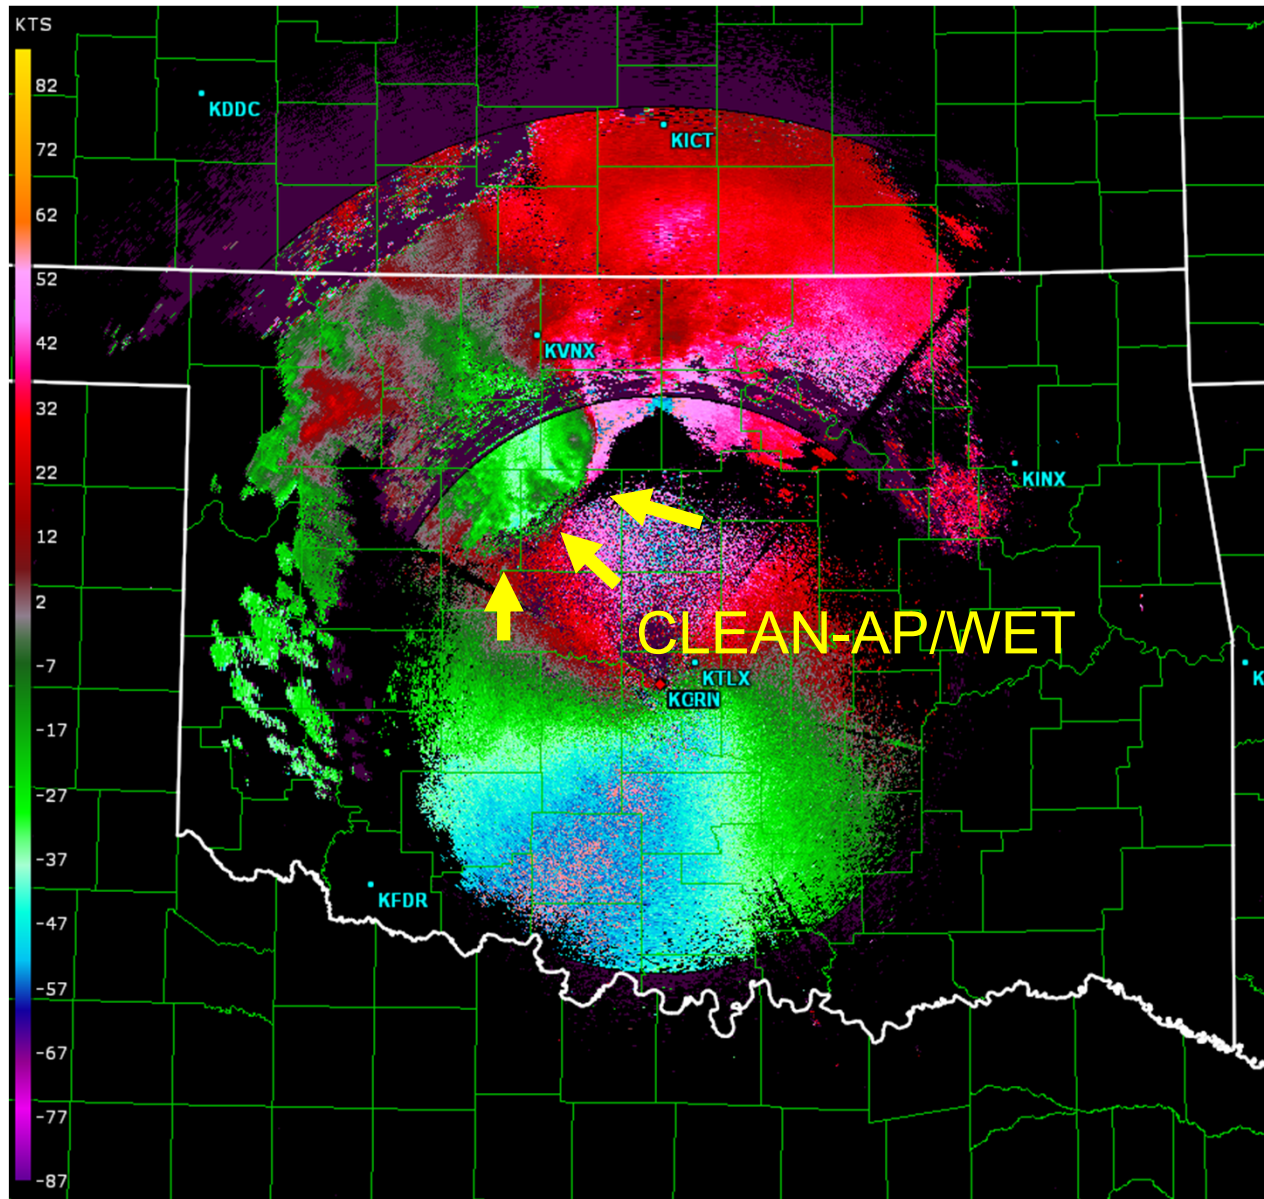 KTS
82
72
62
52
42
32
22
12
2
-7
-17
-27
-37
-47
-57
-67
-77
-87
KDDC
KICT
KVNX
KINX
CLEAN-AP/WET
KTLX
KCRN
K
KFDR